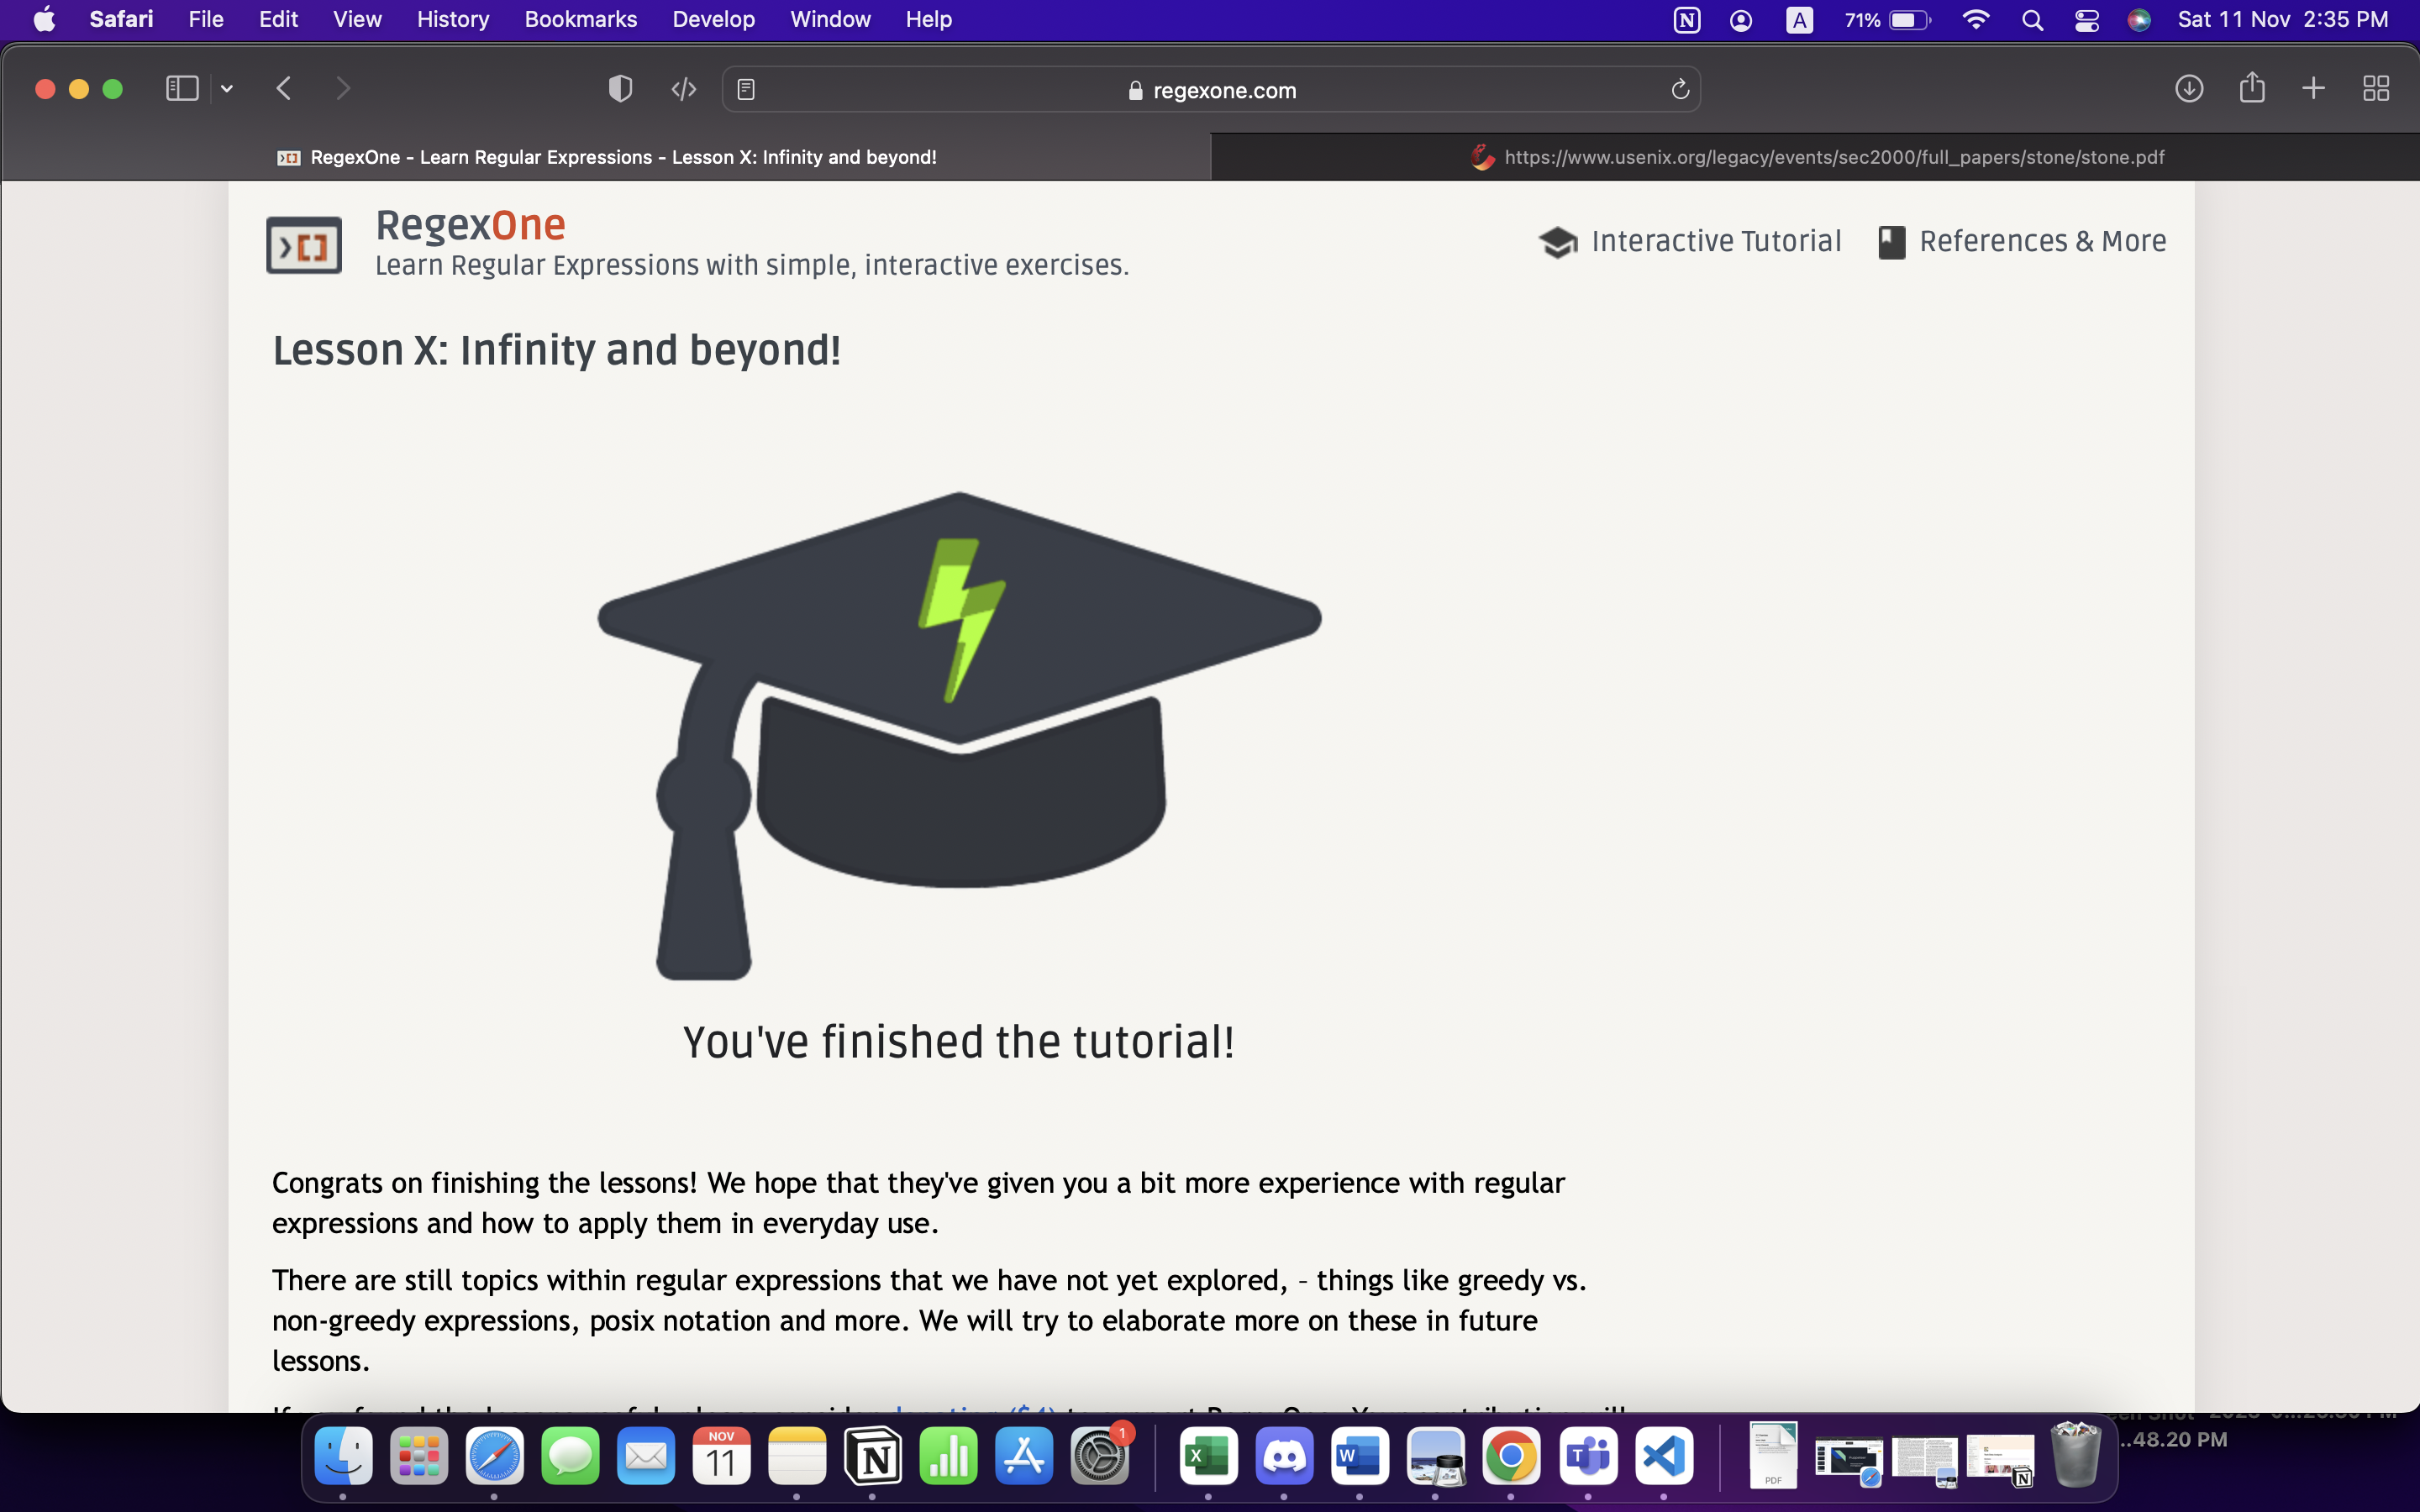 Safari File Edit View History Bookmarks Develop Window Help N A 71% Sat 11 Nov 2:35 PM
regexone.com
RegexOne - Learn Regular Expressions - Lesson X: Infinity and beyond! https://www.usenix.org/legacy/events/sec2000/full_papers/stone/stone.pdf
RegexOne
Learn Regular Expressions with simple, interactive exercises.
Interactive Tutorial References & More
Lesson X: Infinity and beyond!
You've finished the tutorial!
Congrats on finishing the lessons! We hope that they've given you a bit more experience with regular
expressions and how to apply them in everyday use.
There are still topics within regular expressions that we have not yet explored, - things like greedy vs.
non-greedy expressions, posix notation and more. We will try to elaborate more on these in future
lessons.
...48.20 PM
NOV
11
1
N
X
W
T
PDF
N